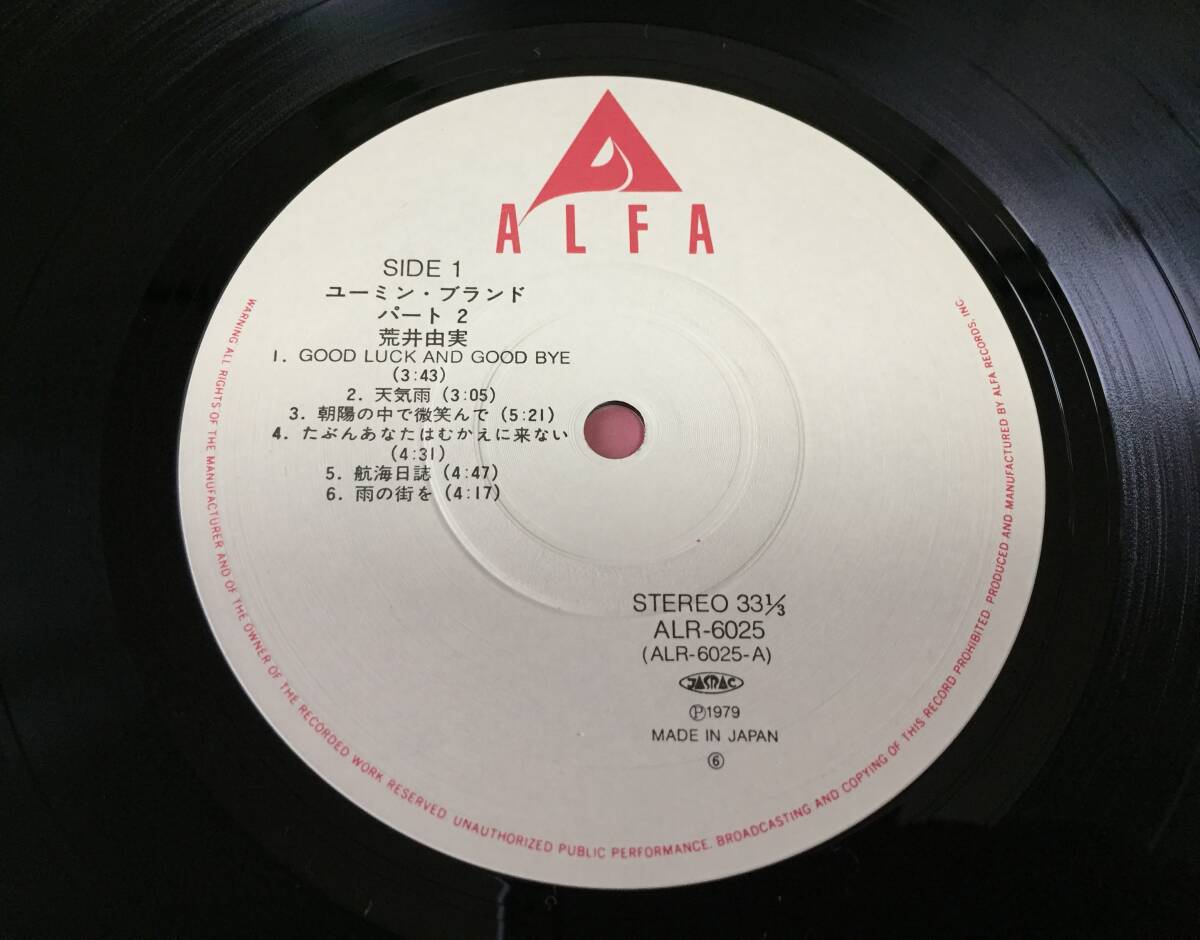 ALFA
SIDE 1
ユーミン・ブランド
パート 2
荒井由実
1. GOOD LUCK AND GOOD BYE
(3:43)
2. 天気雨 (3:05)
3. 朝陽の中で微笑んで (5:21)
4. たぶんあなたはむかえに来ない
(4:31)
5. 航海日誌 (4:47)
6. 雨の街を (4:17)
STEREO 33⅓
ALR-6025
(ALR-6025-A)
JASRAC
Ⓟ1979
MADE IN JAPAN
⑥
WARNING ALL RIGHTS OF THE MANUFACTURER AND OF THE OWNER OF THE RECORDED WORK RESERVED UNAUTHORIZED PUBLIC PERFORMANCE. BROADCASTING AND COPYING OF THIS RECORD PROHIBITED. PRODUCED AND MANUFACTURED BY ALFA RECORDS, INC.